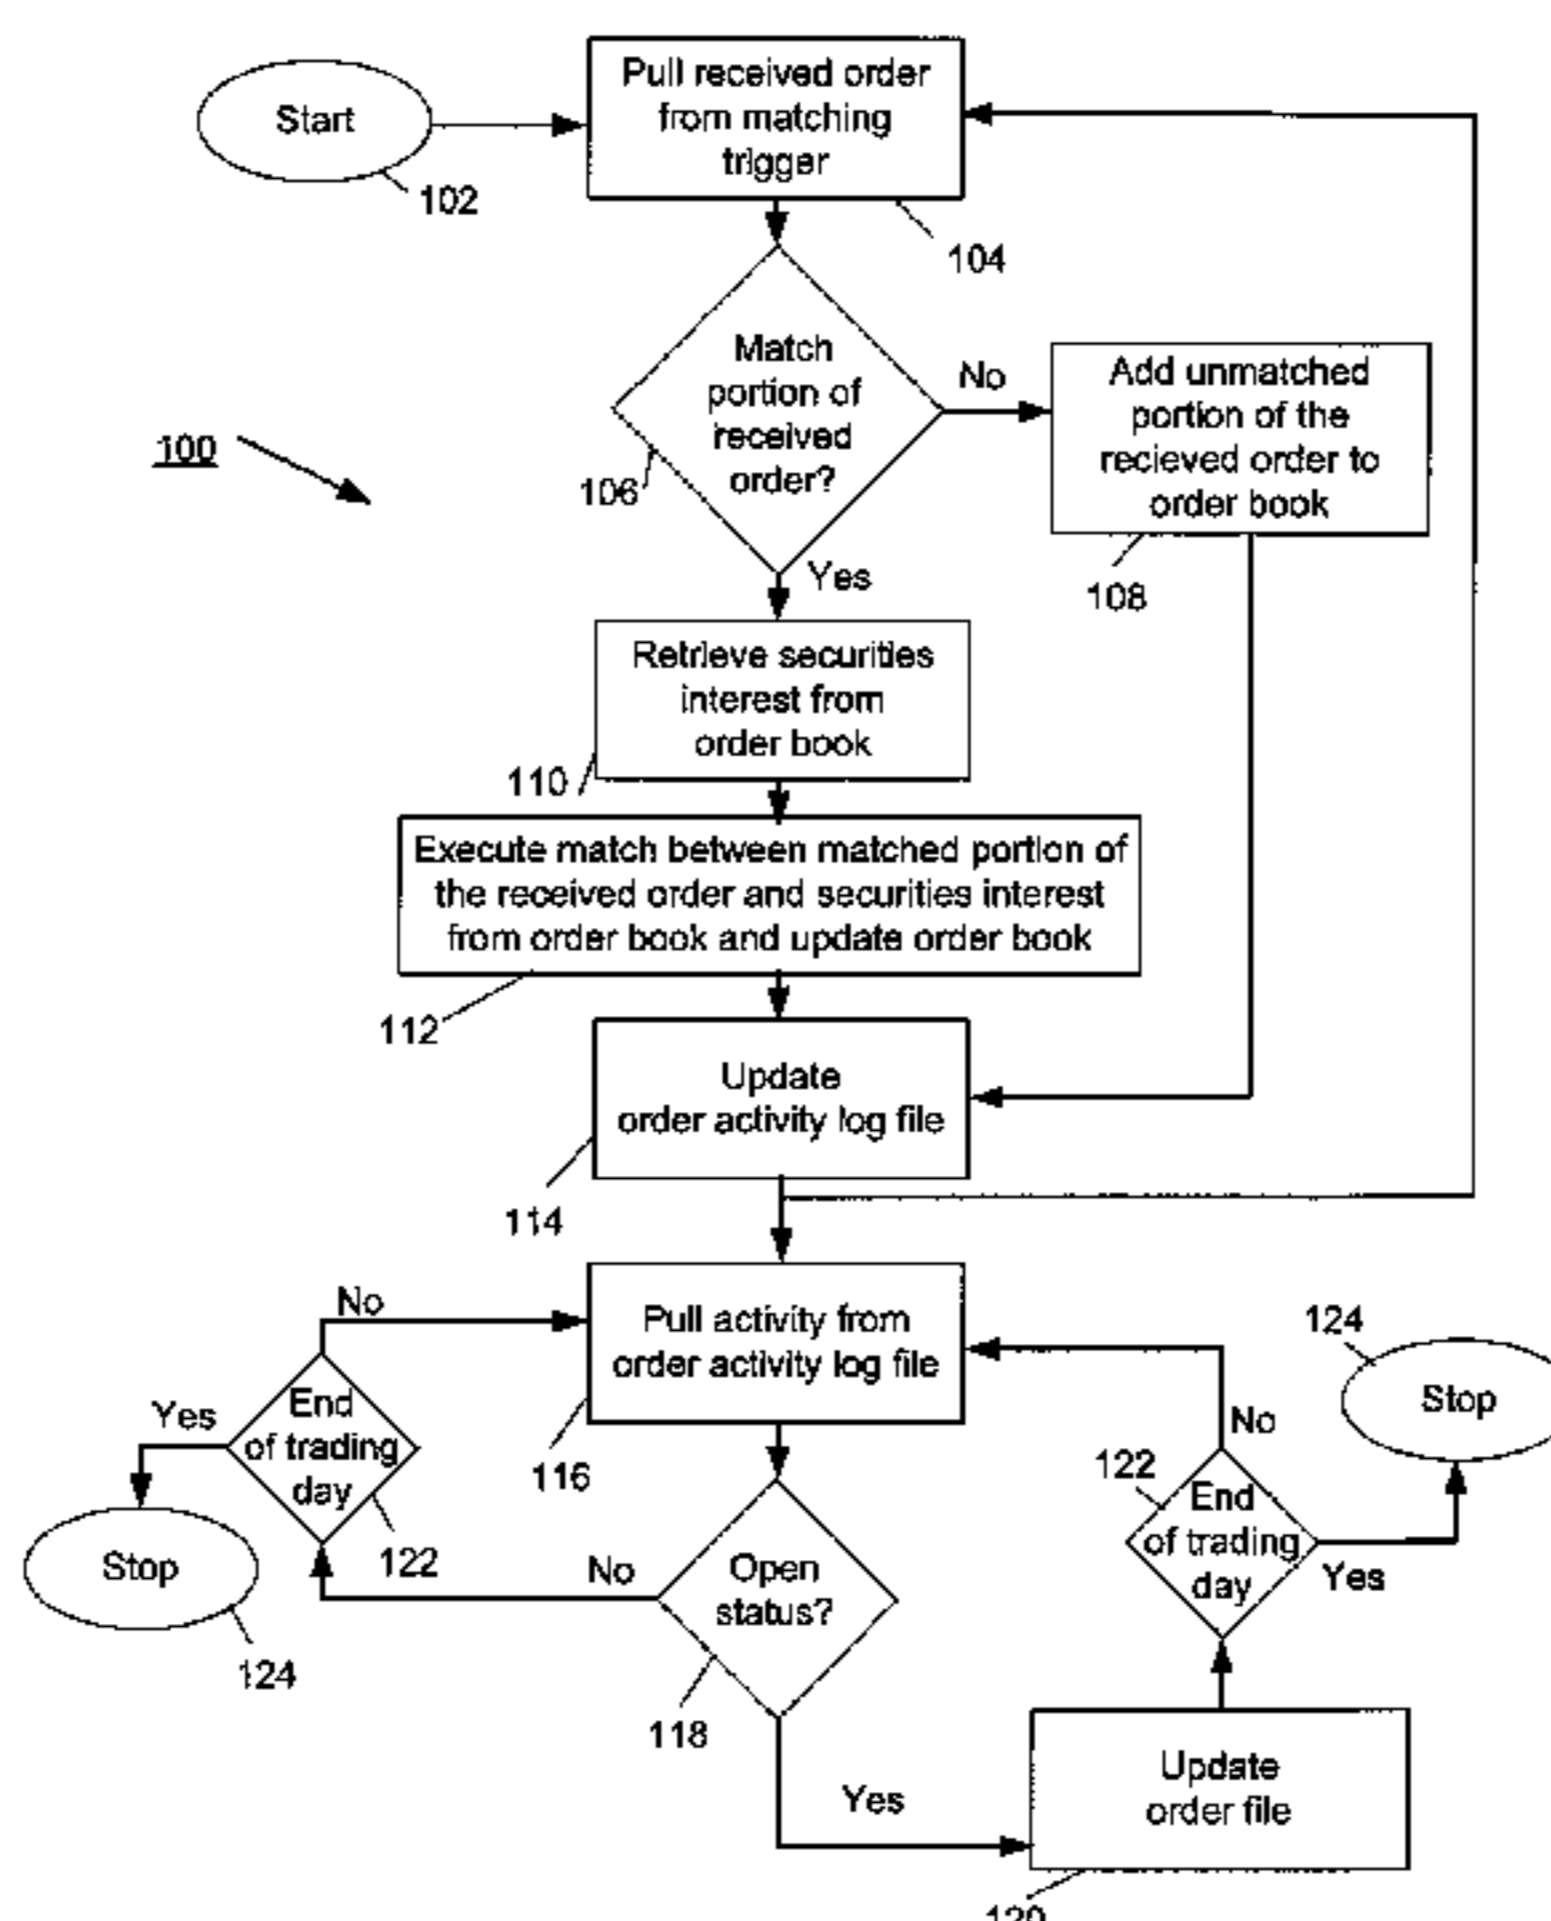 Start
102
Pull received order
from matching
trigger
104
100
Match
portion of
received
order?
106
No
Add unmatched
portion of the
recieved order to
order book
108
Yes
Retrieve securities
interest from
order book
110
Execute match between matched portion of
the received order and securities interest
from order book and update order book
112
Update
order activity log file
114
Pull activity from
order activity log file
116
No
End
of trading
day
122
Yes
Stop
124
Open
status?
118
No
Yes
Update
order file
End
of trading
day
122
No
Yes
Stop
124